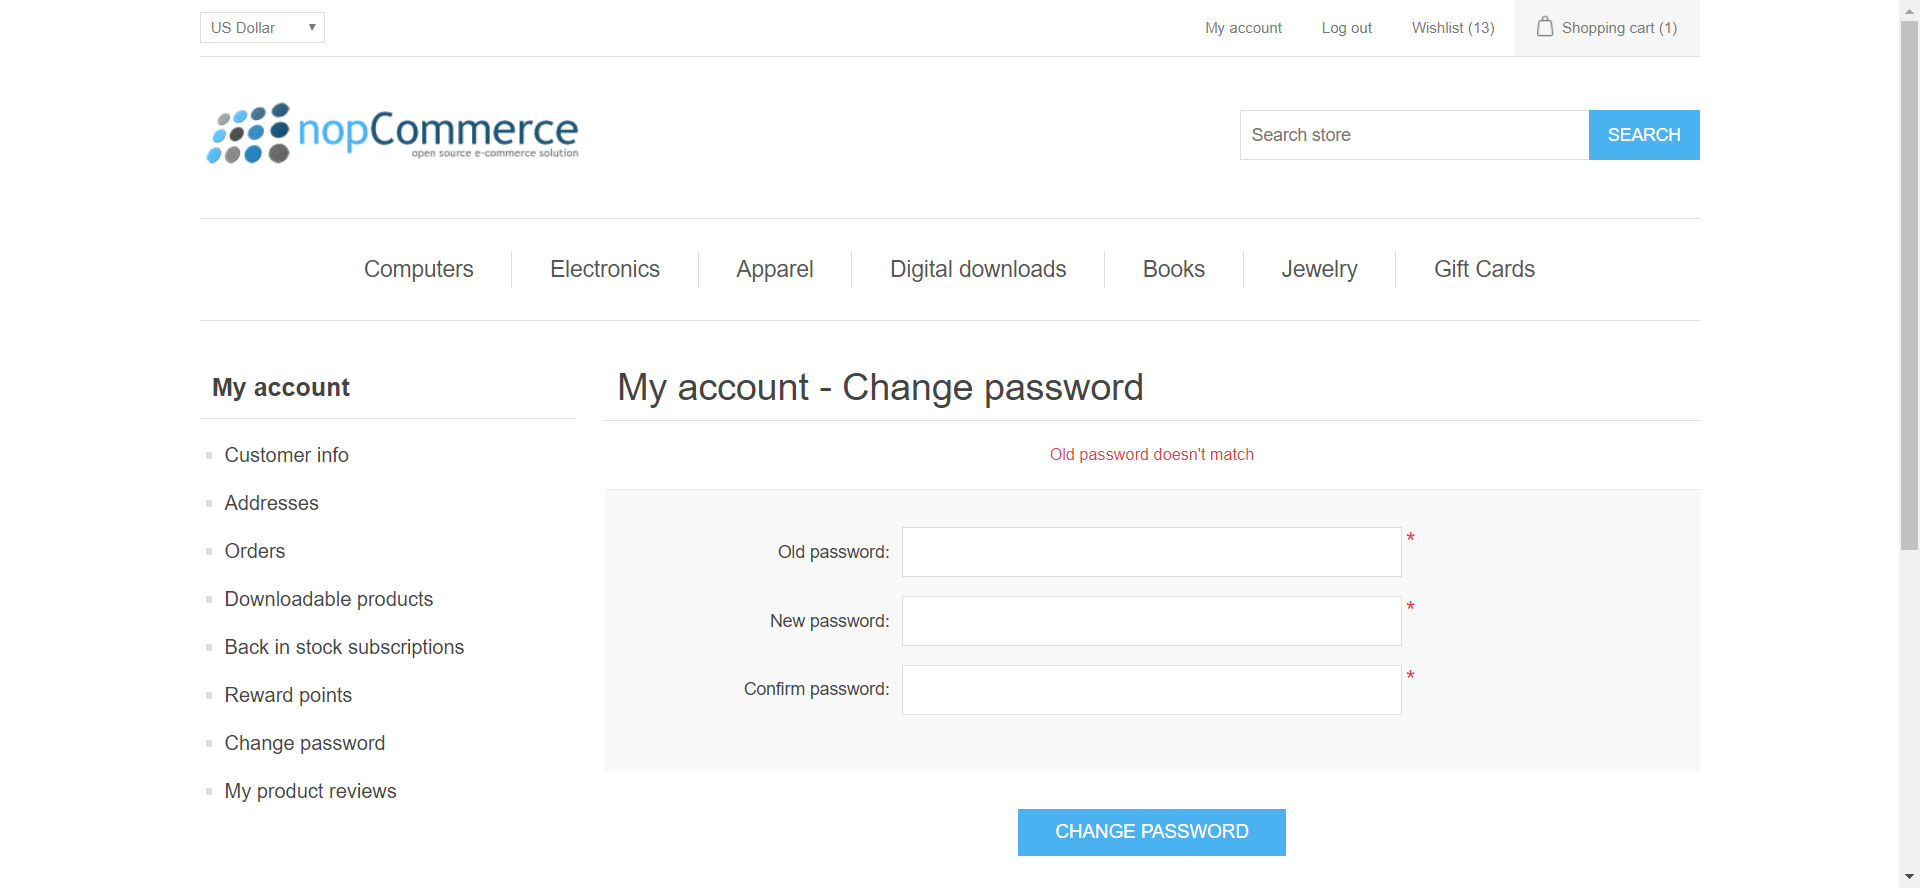 US Dollar
My account
Log out
Wishlist (13)
Shopping cart (1)
nopCommerce
open source e-commerce solution
Search store
SEARCH
Computers
Electronics
Apparel
Digital downloads
Books
Jewelry
Gift Cards
My account
Customer info
Addresses
Orders
Downloadable products
Back in stock subscriptions
Reward points
Change password
My product reviews
My account - Change password
Old password doesn't match
Old password: *
New password: *
Confirm password: *
CHANGE PASSWORD